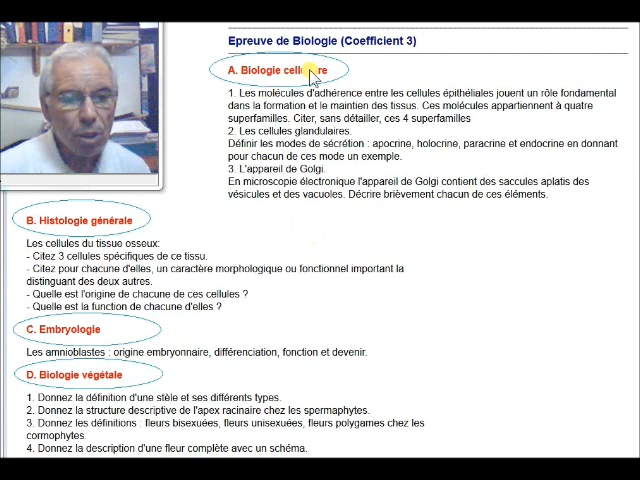 Epreuve de Biologie (Coefficient 3)
A. Biologie cellulaire
1. Les molécules d'adhérence entre les cellules épithéliales jouent un rôle fondamental
dans la formation et le maintien des tissus. Ces molécules appartiennent à quatre
superfamilles. Citer, sans détailler, ces 4 superfamilles
2. Les cellules glandulaires.
Définir les modes de sécrétion : apocrine, holocrine, paracrine et endocrine en donnant
pour chacun de ces mode un exemple.
3. L'appareil de Golgi.
En microscopie électronique l'appareil de Golgi contient des saccules aplatis des
vésicules et des vacuoles. Décrire brièvement chacun de ces éléments.
B. Histologie générale
Les cellules du tissue osseux:
- Citez 3 cellules spécifiques de ce tissu.
- Citez pour chacune d'elles, un caractère morphologique ou fonctionnel important la
distinguant des deux autres.
- Quelle est l'origine de chacune de ces cellules ?
- Quelle est la function de chacune d'elles ?
C. Embryologie
Les amnioblastes : origine embryonnaire, différenciation, fonction et devenir.
D. Biologie végétale
1. Donnez la définition d'une stèle et ses différents types.
2. Donnez la structure descriptive de l'apex racinaire chez les spermaphytes.
3. Donnez les définitions : fleurs bisexuées, fleurs unisexuées, fleurs polygames chez les
cormophytes.
4. Donnez la description d'une fleur complète avec un schéma.